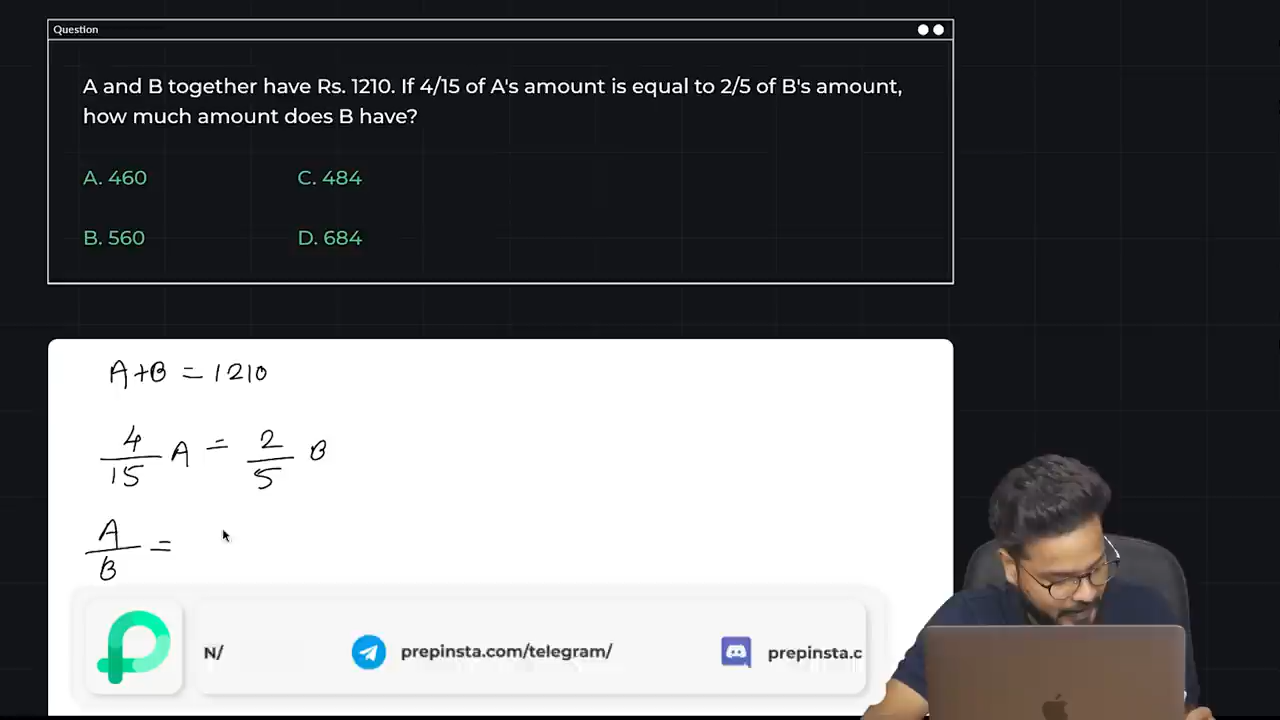 Question
A and B together have Rs. 1210. If 4/15 of A's amount is equal to 2/5 of B's amount,
how much amount does B have?
A. 460 C. 484
B. 560 D. 684
A+B = 1210
4/15 A = 2/5 B
A/B =
N/ prepinsta.com/telegram/ prepinsta.c